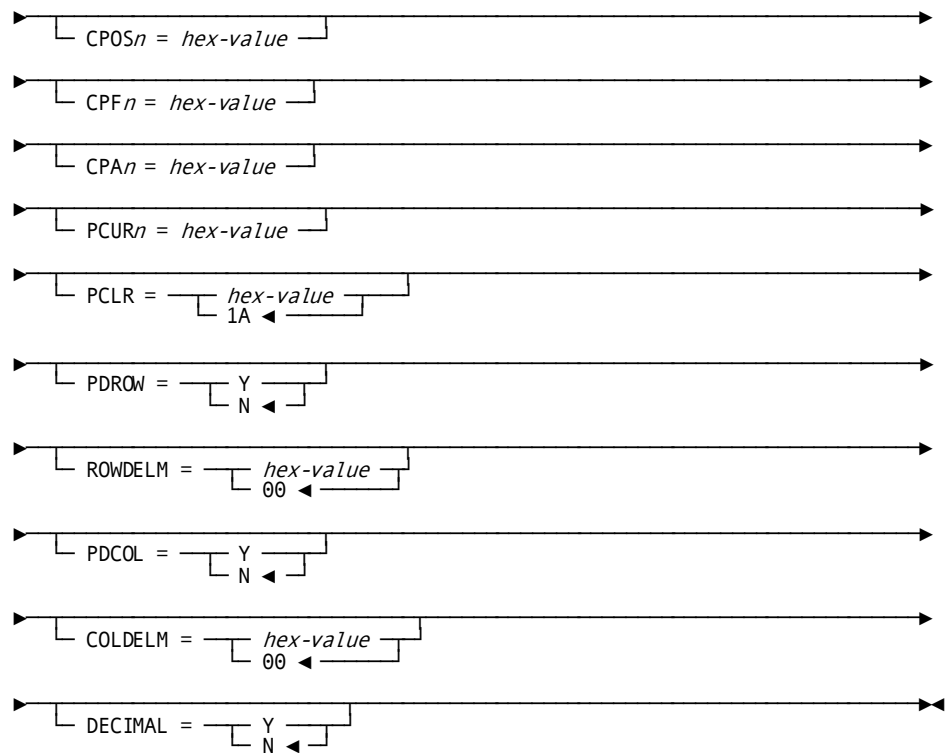 CPOSn = hex-value
CPFn = hex-value
CPAn = hex-value
PCURn = hex-value
PCLR = hex-value
1A
PDROW = Y
N
ROWDELM = hex-value
00
PDCOL = Y
N
COLDELM = hex-value
00
DECIMAL = Y
N